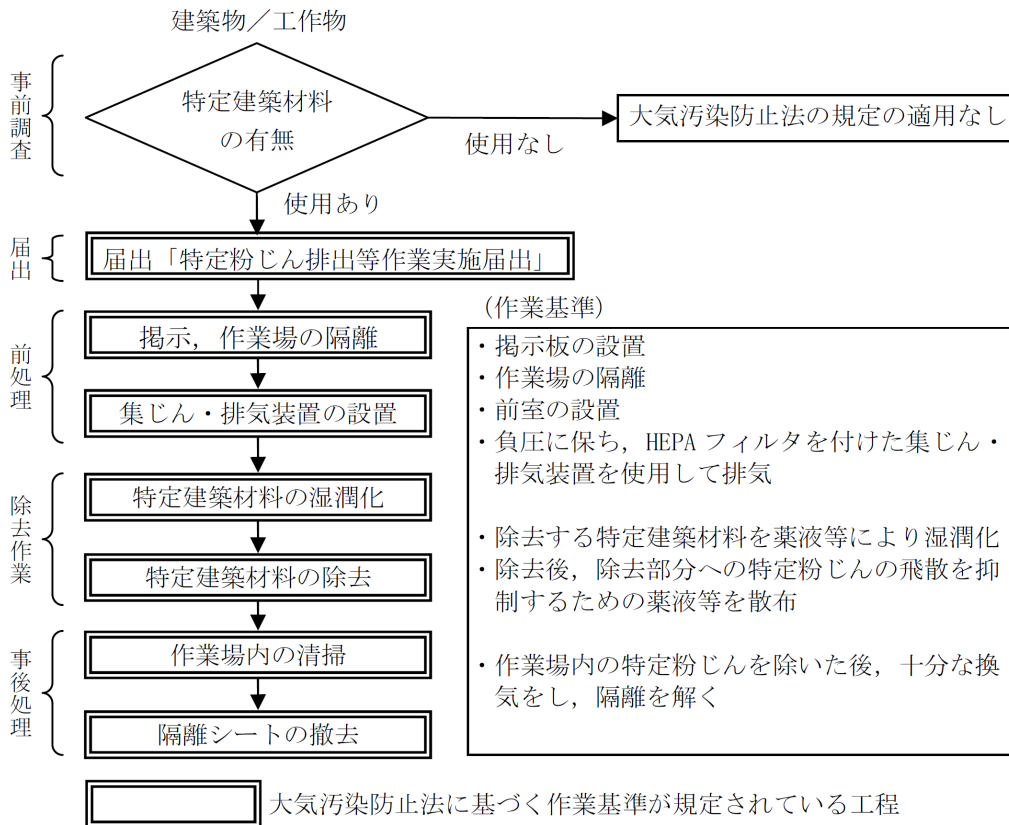 建築物／工作物
事前調査
特定建築材料
の有無
使用なし
大気汚染防止法の規定の適用なし
使用あり
届出
届出「特定粉じん排出等作業実施届出」
前処理
掲示，作業場の隔離
集じん・排気装置の設置
除去作業
特定建築材料の湿潤化
特定建築材料の除去
事後処理
作業場内の清掃
隔離シートの撤去
（作業基準）
・掲示板の設置
・作業場の隔離
・前室の設置
・負圧に保ち，HEPA フィルタを付けた集じん・
排気装置を使用して排気
・除去する特定建築材料を薬液等により湿潤化
・除去後，除去部分への特定粉じんの飛散を抑
制するための薬液等を散布
・作業場内の特定粉じんを除いた後，十分な換
気をし，隔離を解く
大気汚染防止法に基づく作業基準が規定されている工程